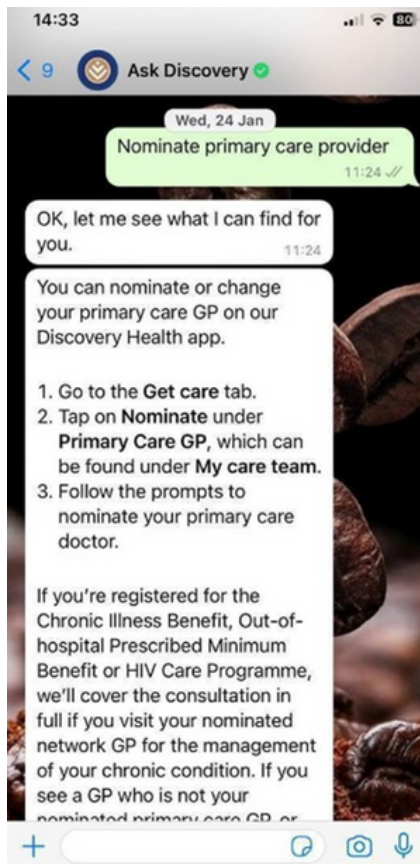 14:33
80
9
Ask Discovery
Wed, 24 Jan
Nominate primary care provider
11:24
OK, let me see what I can find for
you.
11:24
You can nominate or change
your primary care GP on our
Discovery Health app.
1. Go to the Get care tab.
2. Tap on Nominate under
Primary Care GP, which can
be found under My care team.
3. Follow the prompts to
nominate your primary care
doctor.
If you're registered for the
Chronic Illness Benefit, Out-of-
hospital Prescribed Minimum
Benefit or HIV Care Programme,
we'll cover the consultation in
full if you visit your nominated
network GP for the management
of your chronic condition. If you
see a GP who is not your
nominated primary care GP, or